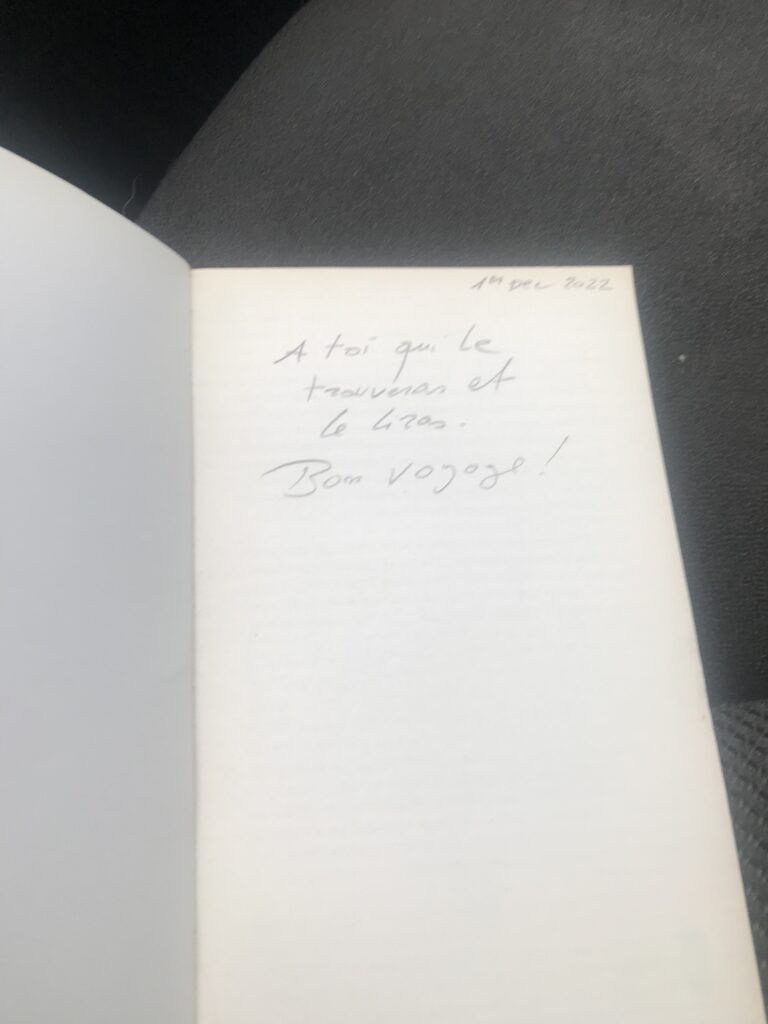 1er Dec 2022
A toi qui le
trouveras et
le liras.
Bon voyage !